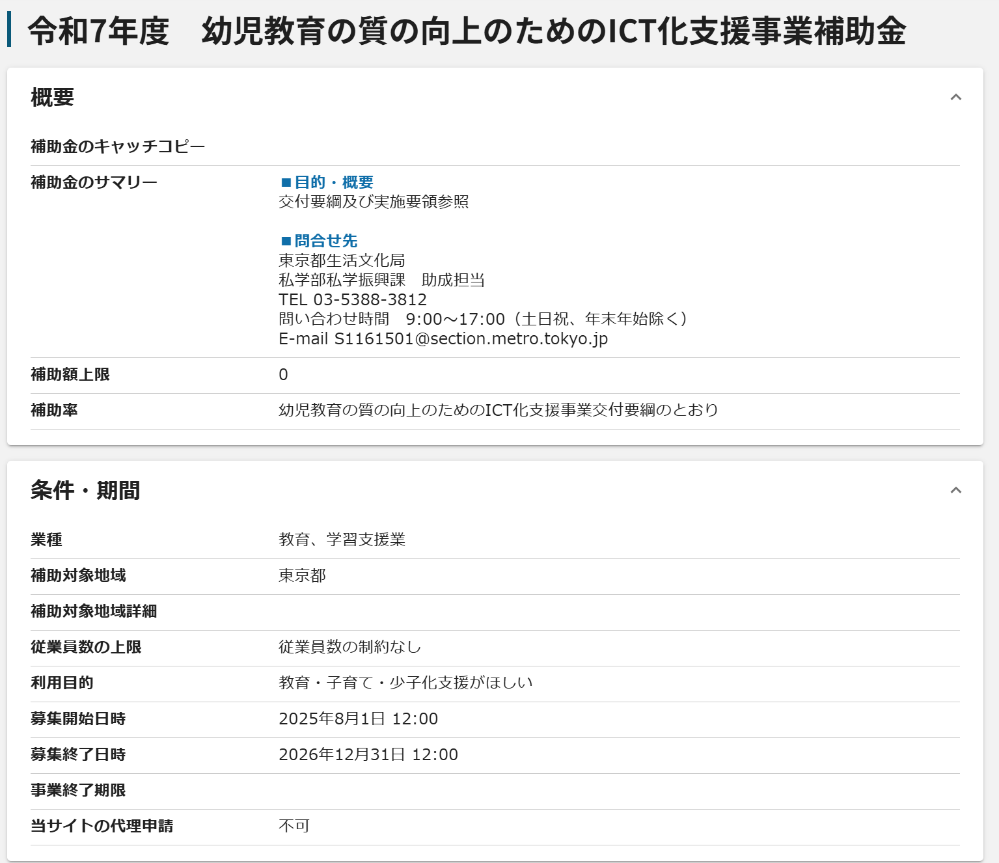 令和7年度　幼児教育の質の向上のためのICT化支援事業補助金
概要
補助金のキャッチコピー
補助金のサマリー
■目的・概要
交付要綱及び実施要領参照
■問合せ先
東京都生活文化局
私学部私学振興課　助成担当
TEL 03-5388-3812
問い合わせ時間　9:00～17:00（土日祝、年末年始除く）
E-mail S1161501@section.metro.tokyo.jp
補助額上限 0
補助率 幼児教育の質の向上のためのICT化支援事業交付要綱のとおり
条件・期間
業種 教育、学習支援業
補助対象地域 東京都
補助対象地域詳細
従業員数の上限 従業員数の制約なし
利用目的 教育・子育て・少子化支援がほしい
募集開始日時 2025年8月1日 12:00
募集終了日時 2026年12月31日 12:00
事業終了期限
当サイトの代理申請 不可